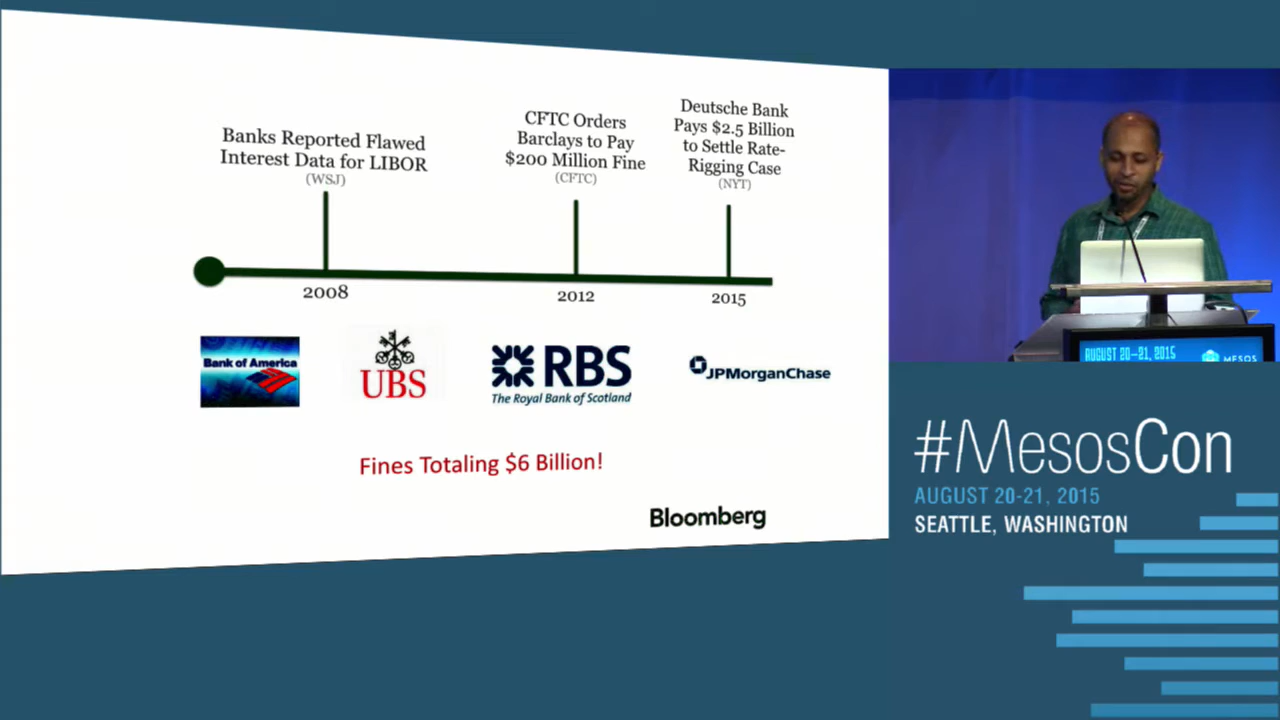 Banks Reported Flawed
Interest Data for LIBOR
(WSJ)
CFTC Orders
Barclays to Pay
$200 Million Fine
(CFTC)
Deutsche Bank
Pays $2.5 Billion
to Settle Rate-
Rigging Case
(NYT)
2008
2012
2015
Bank of America
UBS
RBS
The Royal Bank of Scotland
JPMorganChase
Fines Totaling $6 Billion!
Bloomberg
AUGUST 20-21, 2015
MESOS
#MesosCon
AUGUST 20-21, 2015
SEATTLE, WASHINGTON